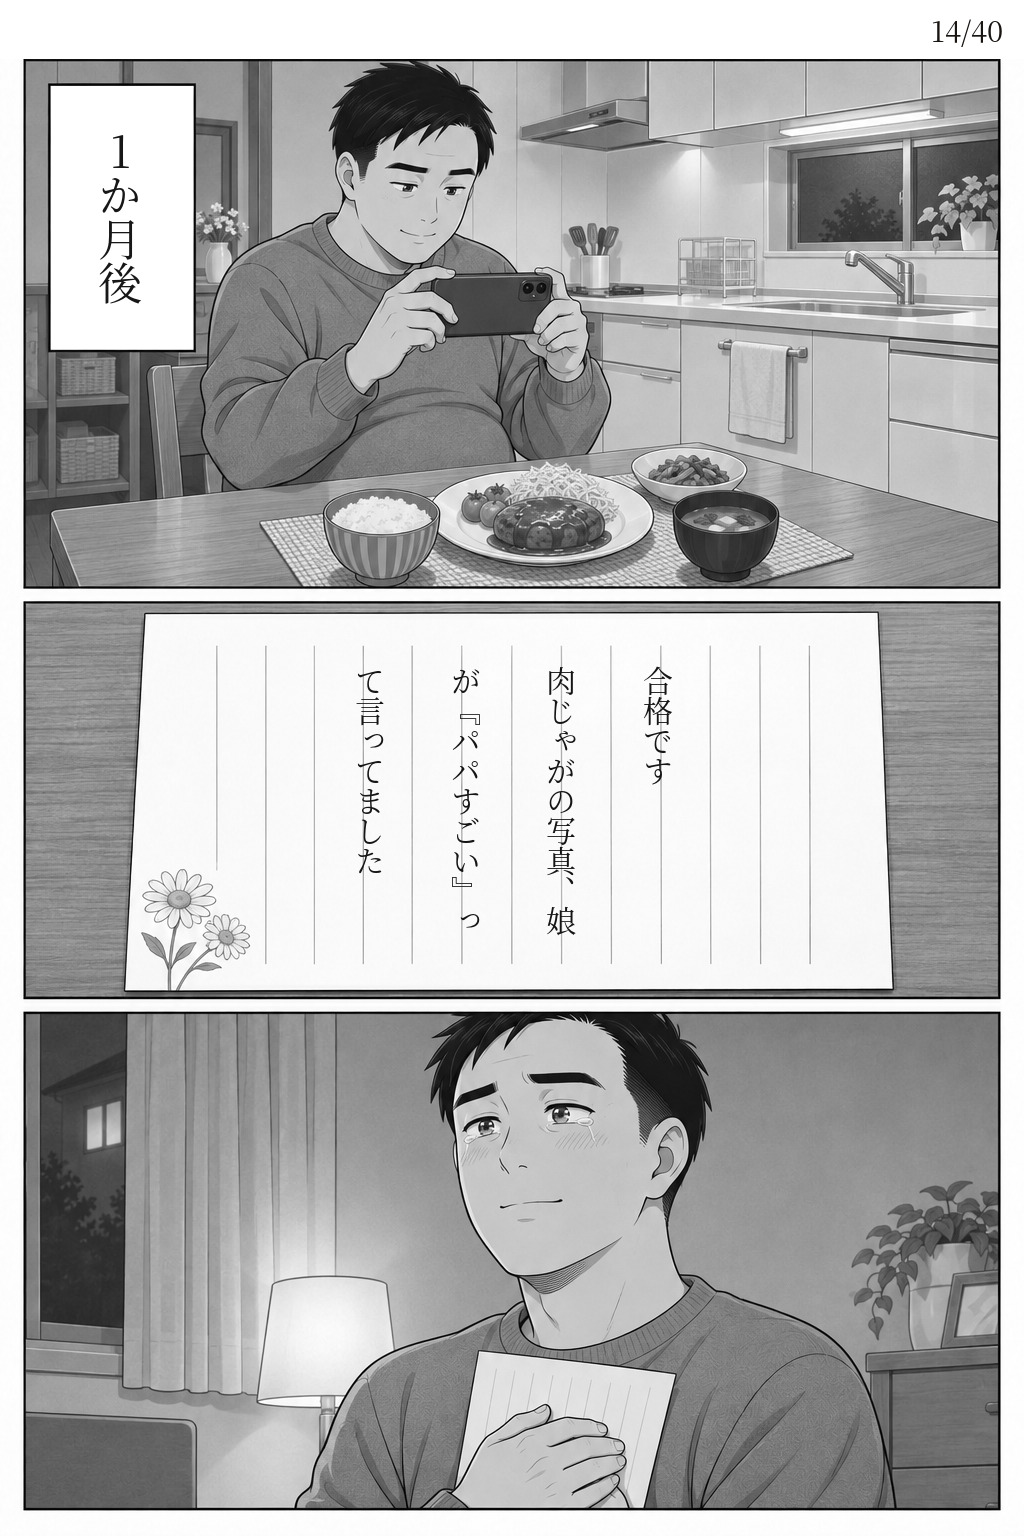 14/40
1か月後
合格です
肉じゃがの写真、娘
が『パパすごい』っ
て言ってました